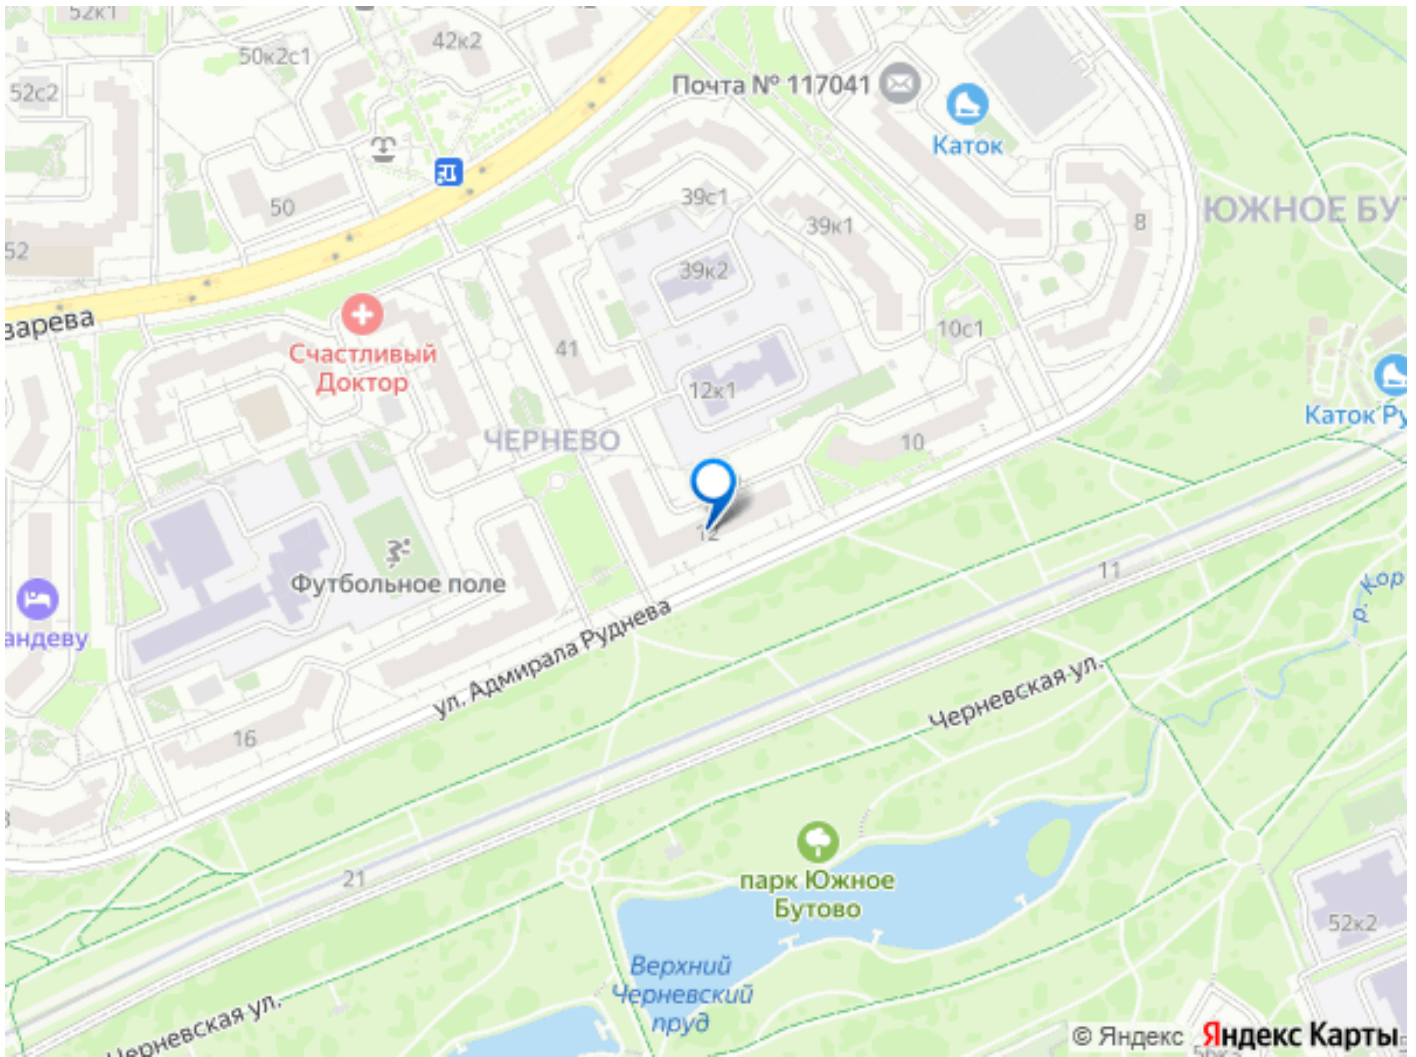 52к1
50к2с1
42к2
52с2
Почта № 117041
Каток
50
39с1
39к1
8
ЮЖНОЕ БУТ
52
39к2
варева
Счастливый
Доктор
41
10с1
12к1
Каток Ру
ЧЕРНЕВО
10
12
Футбольное поле
11
р. Кор
андеву
ул. Адмирала Руднева
Черневская ул.
16
21
парк Южное
Бутово
52к2
Верхний
Черневский
пруд
Черневская ул.
© Яндекс Яндекс Карты